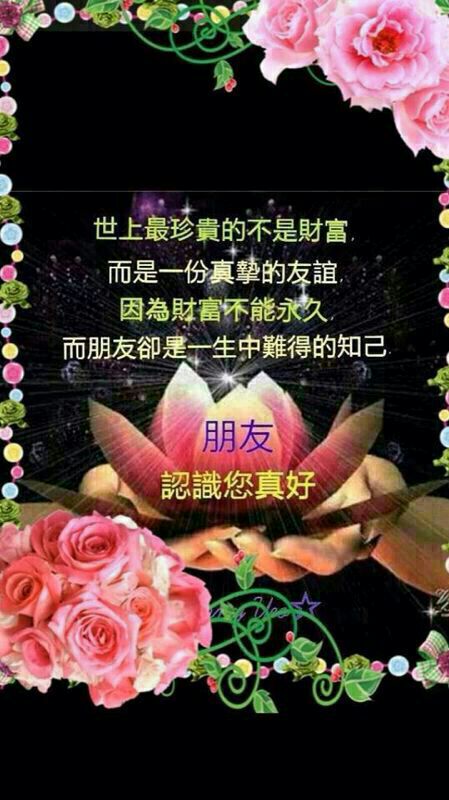 世上最珍貴的不是財富,
而是一份真摯的友誼,
因為財富不能永久,
而朋友卻是一生中難得的知己.
朋友
認識您真好